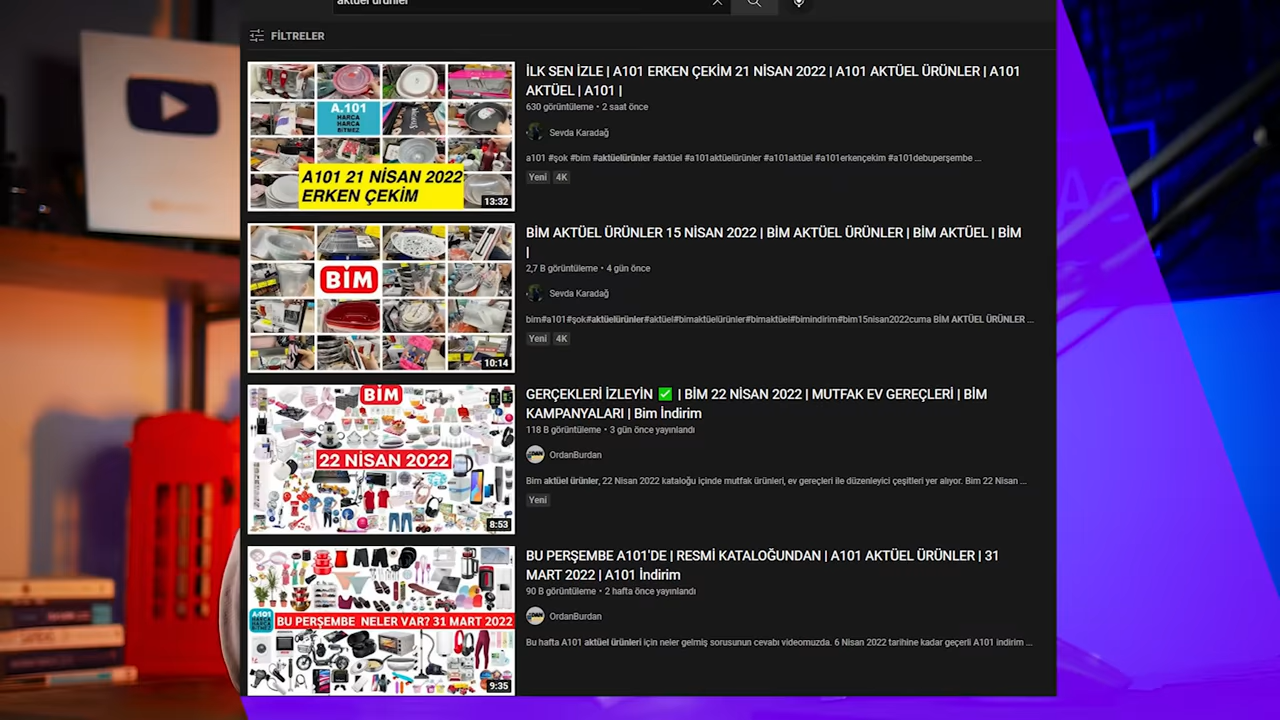 aktüel ürünler
FİLTRELER
A.101
HARCA
HARCA
BİTMEZ
A101 21 NİSAN 2022
ERKEN ÇEKİM
13:32
İLK SEN İZLE | A101 ERKEN ÇEKİM 21 NİSAN 2022 | A101 AKTÜEL ÜRÜNLER | A101
AKTÜEL | A101 |
630 görüntüleme • 2 saat önce
Sevda Karadağ
a101 #şok #bim #aktüelürünler #aktüel #a101aktüelürünler #a101aktüel #a101erkençekim #a101debuperşembe ...
Yeni 4K
BİM
10:14
BİM AKTÜEL ÜRÜNLER 15 NİSAN 2022 | BİM AKTÜEL ÜRÜNLER | BİM AKTÜEL | BİM
|
2,7 B görüntüleme • 4 gün önce
Sevda Karadağ
bim#a101#şok#aktüelürünler#aktüel#bimaktüelürünler#bimaktüel#bimindirim#bim15nisan2022cuma BİM AKTÜEL ÜRÜNLER ...
Yeni 4K
BİM
22 NİSAN 2022
8:53
GERÇEKLERİ İZLEYİN ✅ | BİM 22 NİSAN 2022 | MUTFAK EV GEREÇLERİ | BİM
KAMPANYALARI | Bim İndirim
118 B görüntüleme • 3 gün önce yayınlandı
OrdanBurdan
Bim aktüel ürünler, 22 Nisan 2022 kataloğu içinde mutfak ürünleri, ev gereçleri ile düzenleyici çeşitleri yer alıyor. Bim 22 Nisan ...
Yeni
A101
HARCA
HARCA
BİTMEZ
BU PERŞEMBE NELER VAR? 31 MART 2022
9:35
BU PERŞEMBE A101'DE | RESMİ KATALOĞUNDAN | A101 AKTÜEL ÜRÜNLER | 31
MART 2022 | A101 İndirim
90 B görüntüleme • 2 hafta önce yayınlandı
OrdanBurdan
Bu hafta A101 aktüel ürünleri için neler gelmiş sorusunun cevabı videomuzda. 6 Nisan 2022 tarihine kadar geçerli A101 indirim ...